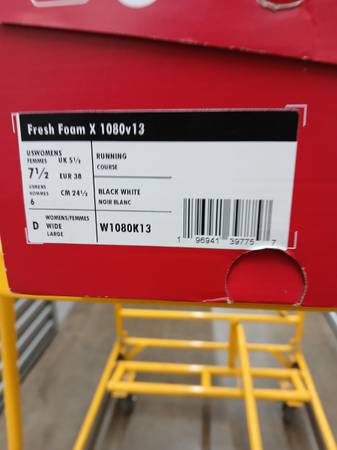 Fresh Foam X 1080v13
USWOMENS
FEMMES
UK 5½
7½
EUR 38
USMENS
HOMMES
CM 24½
6
RUNNING
COURSE
BLACK WHITE
NOIR BLANC
D
WOMENS/FEMMES
WIDE
LARGE
W1080K13
1 96941 39775 7